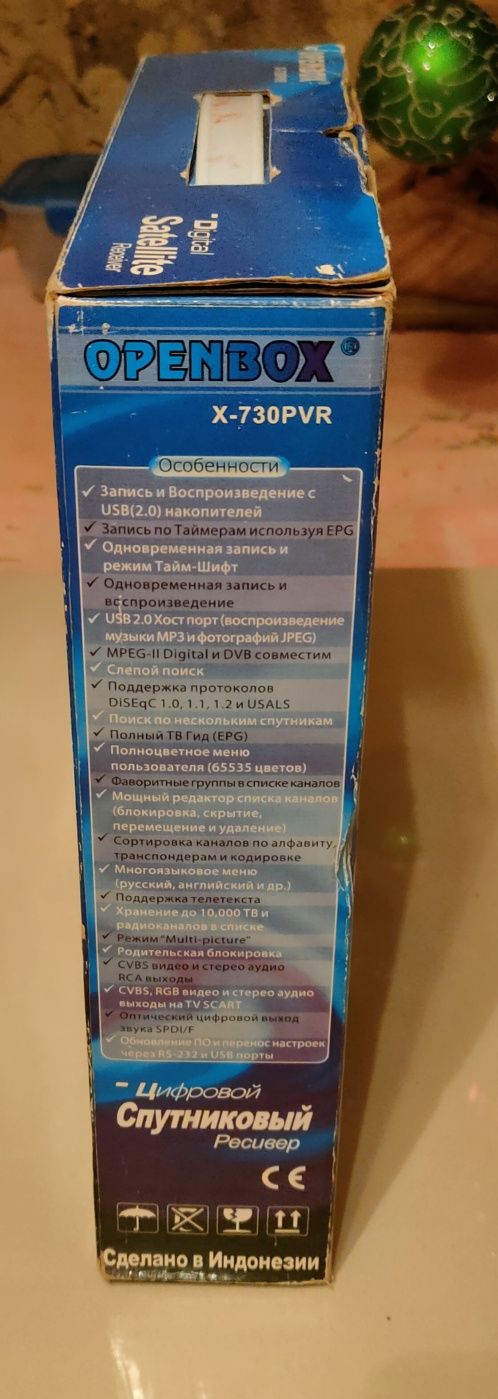 OPENBOX
Digital
Satellite
Receiver
OPENBOX®
X-730PVR
Особенности
✓ Запись и Воспроизведение с
USB(2.0) накопителей
✓ Запись по Таймерам используя EPG
✓ Одновременная запись и
режим Тайм-Шифт
✓ Одновременная запись и
воспроизведение
✓ USB 2.0 Хост порт (воспроизведение
музыки MP3 и фотографий JPEG)
✓ MPEG-II Digital и DVB совместим
✓ Слепой поиск
✓ Поддержка протоколов
DiSEqC 1.0, 1.1, 1.2 и USALS
✓ Поиск по нескольким спутникам
✓ Полный ТВ Гид (EPG)
✓ Полноцветное меню
пользователя (65535 цветов)
✓ Фаворитные группы в списке каналов
✓ Мощный редактор списка каналов
(блокировка, скрытие,
перемещение и удаление)
✓ Сортировка каналов по алфавиту,
транспондерам и кодировке
✓ Многоязыковое меню
(русский, английский и др.)
✓ Поддержка телетекста
✓ Хранение до 10,000 ТВ и
радиоканалов в списке
✓ Режим "Multi-picture"
✓ Родительская блокировка
✓ CVBS видео и стерео аудио
RCA выходы
✓ CVBS, RGB видео и стерео аудио
выходы на TV SCART
✓ Оптический цифровой выход
звука SPDI/F
✓ Обновление ПО и перенос настроек
через RS-232 и USB порты
Цифровой
Спутниковый
Ресивер
CE
Сделано в Индонезии